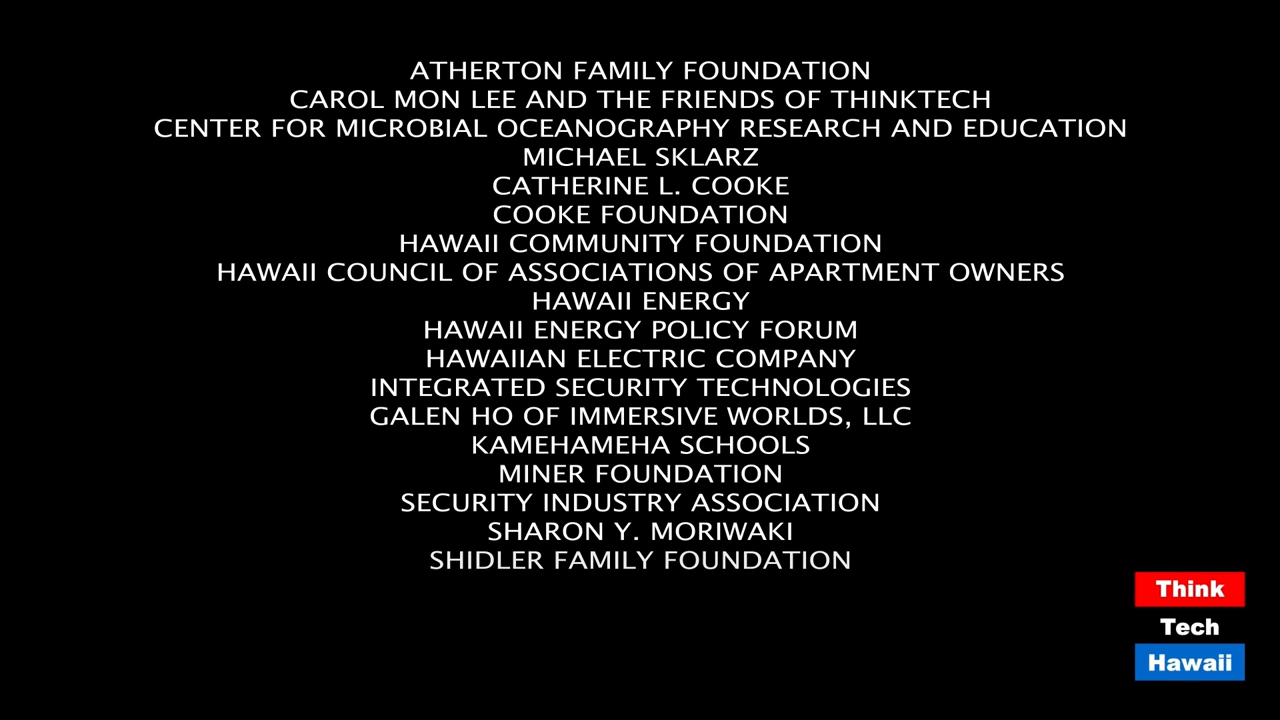 ATHERTON FAMILY FOUNDATION
CAROL MON LEE AND THE FRIENDS OF THINKTECH
CENTER FOR MICROBIAL OCEANOGRAPHY RESEARCH AND EDUCATION
MICHAEL SKLARZ
CATHERINE L. COOKE
COOKE FOUNDATION
HAWAII COMMUNITY FOUNDATION
HAWAII COUNCIL OF ASSOCIATIONS OF APARTMENT OWNERS
HAWAII ENERGY
HAWAII ENERGY POLICY FORUM
HAWAIIAN ELECTRIC COMPANY
INTEGRATED SECURITY TECHNOLOGIES
GALEN HO OF IMMERSIVE WORLDS, LLC
KAMEHAMEHA SCHOOLS
MINER FOUNDATION
SECURITY INDUSTRY ASSOCIATION
SHARON Y. MORIWAKI
SHIDLER FAMILY FOUNDATION
Think
Tech
Hawaii